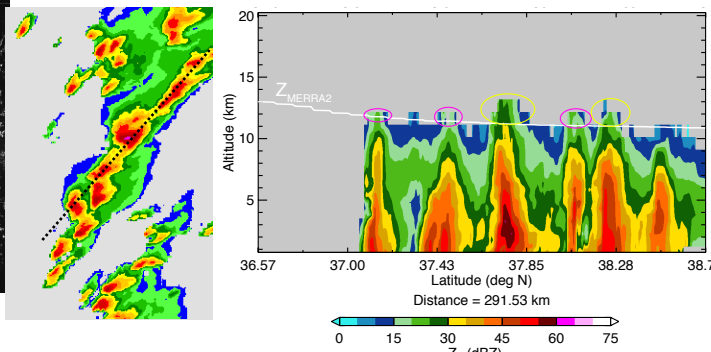 20
15
10
5
Altitude (km)
Z_MERRA2
36.57 37.00 37.43 37.85 38.28 38.7
Latitude (deg N)
Distance = 291.53 km
0 15 30 45 60 75
(dBZ)